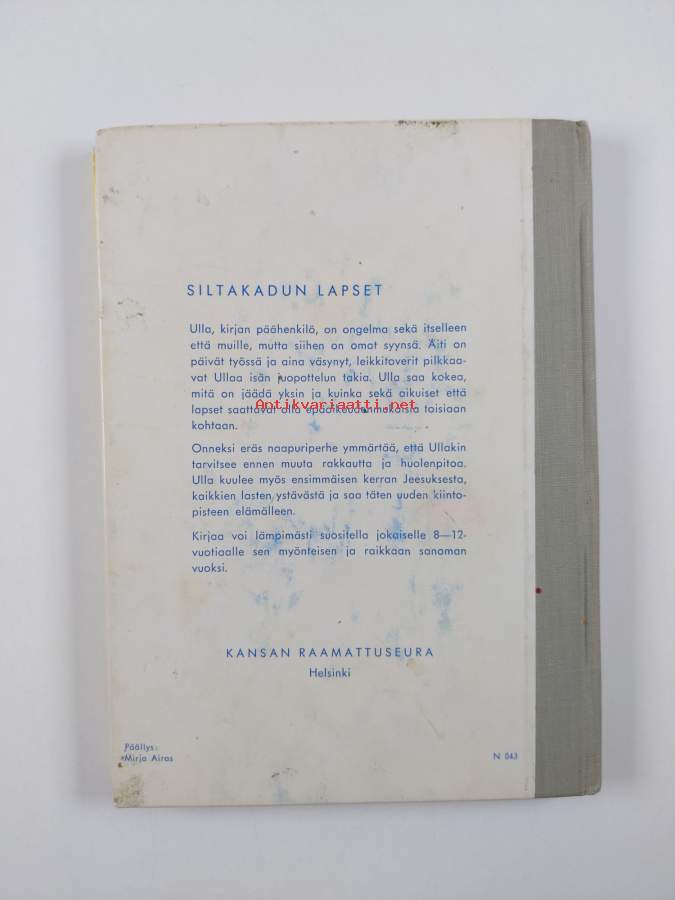 SILTAKADUN LAPSET
Ulla, kirjan päähenkilö, on ongelma sekä itselleen
että muille, mutta siihen on omat syynsä. Äiti on
päivät työssä ja aina väsynyt, leikkitoverit pilkkaa-
vat Ullaa isän juopottelun takia. Ulla saa kokea,
mitä on jäädä yksin ja kuinka sekä aikuiset että
Antikvariaatti.net
lapset saattavat olla epäoikeudenmukaisia toisiaan
kohtaan.
Onneksi eräs naapuriperhe ymmärtää, että Ullakin
tarvitsee ennen muuta rakkautta ja huolenpitoa.
Ulla kuulee myös ensimmäisen kerran Jeesuksesta,
kaikkien lasten ystävästä ja saa täten uuden kiinto-
pisteen elämälleen.
Kirjaa voi lämpimästi suositella jokaiselle 8—12-
vuotiaalle sen myönteisen ja raikkaan sanoman
vuoksi.
KANSAN RAAMATTUSEURA
Helsinki
Päällys:
Mirja Airas
N 043